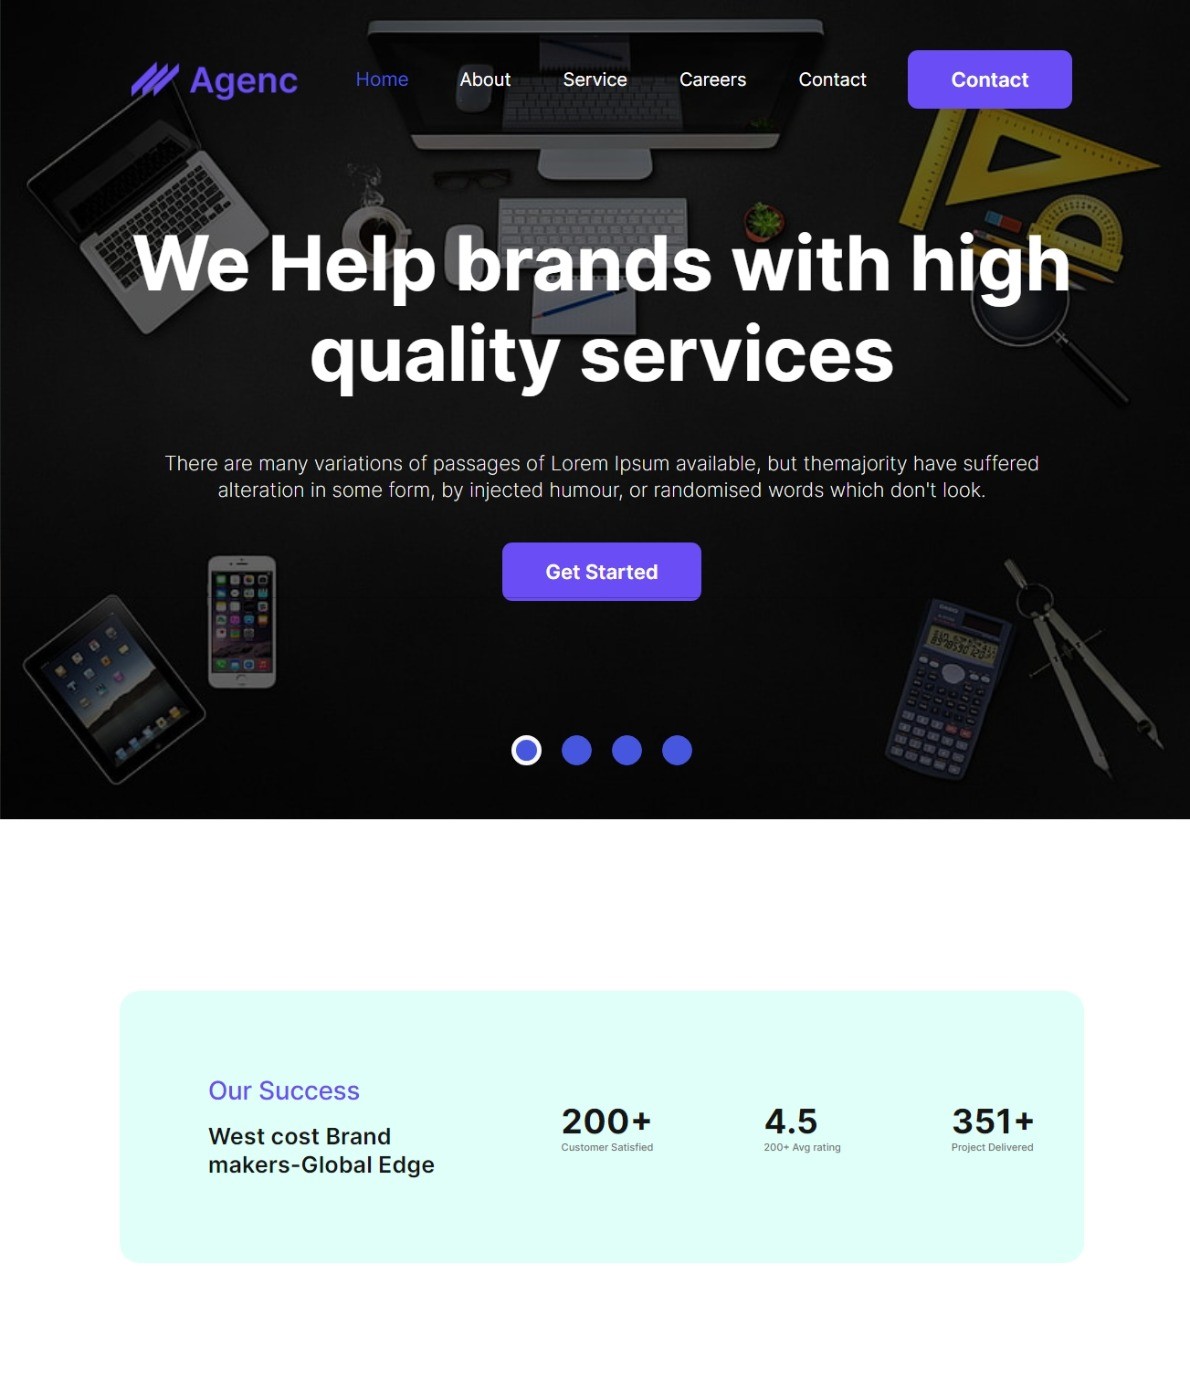 Agenc Home About Service Careers Contact Contact
We Help brands with high
quality services
There are many variations of passages of Lorem Ipsum available, but themajority have suffered
alteration in some form, by injected humour, or randomised words which don't look.
Get Started
Our Success
West cost Brand
makers-Global Edge
200+
Customer Satisfied
4.5
200+ Avg rating
351+
Project Delivered